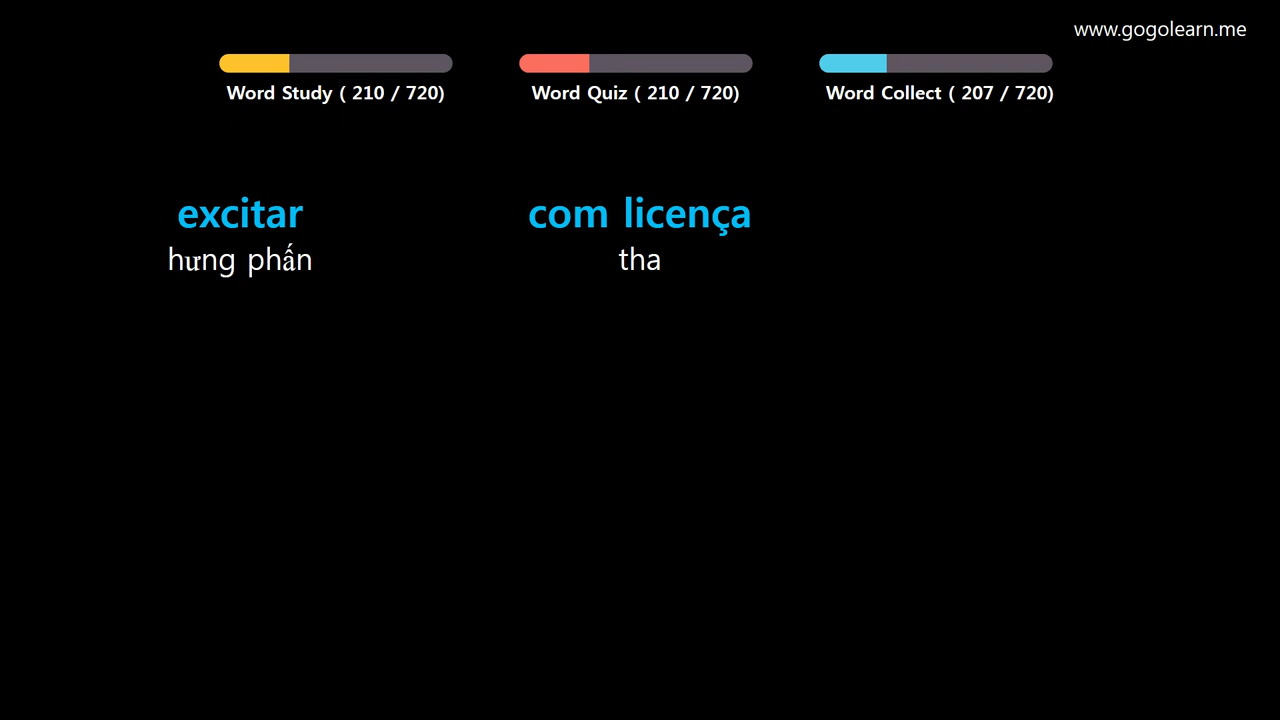 www.gogolearn.me
Word Study ( 210 / 720)
Word Quiz ( 210 / 720)
Word Collect ( 207 / 720)
excitar
hưng phấn
com licença
tha